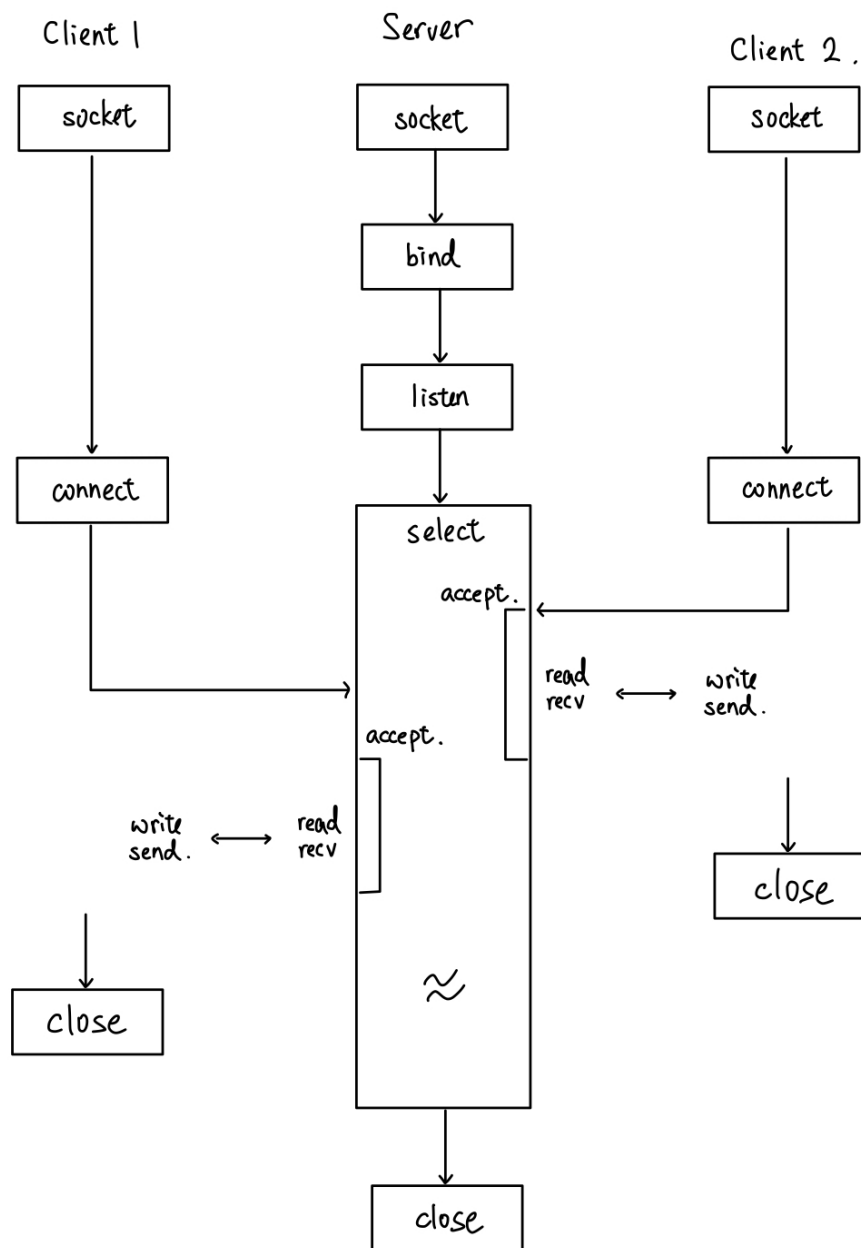 Client 1
Server
Client 2.
socket
socket
socket
bind
listen
connect
connect
select
accept.
read
recv
write
send.
accept.
write
send.
read
recv
close
close
close